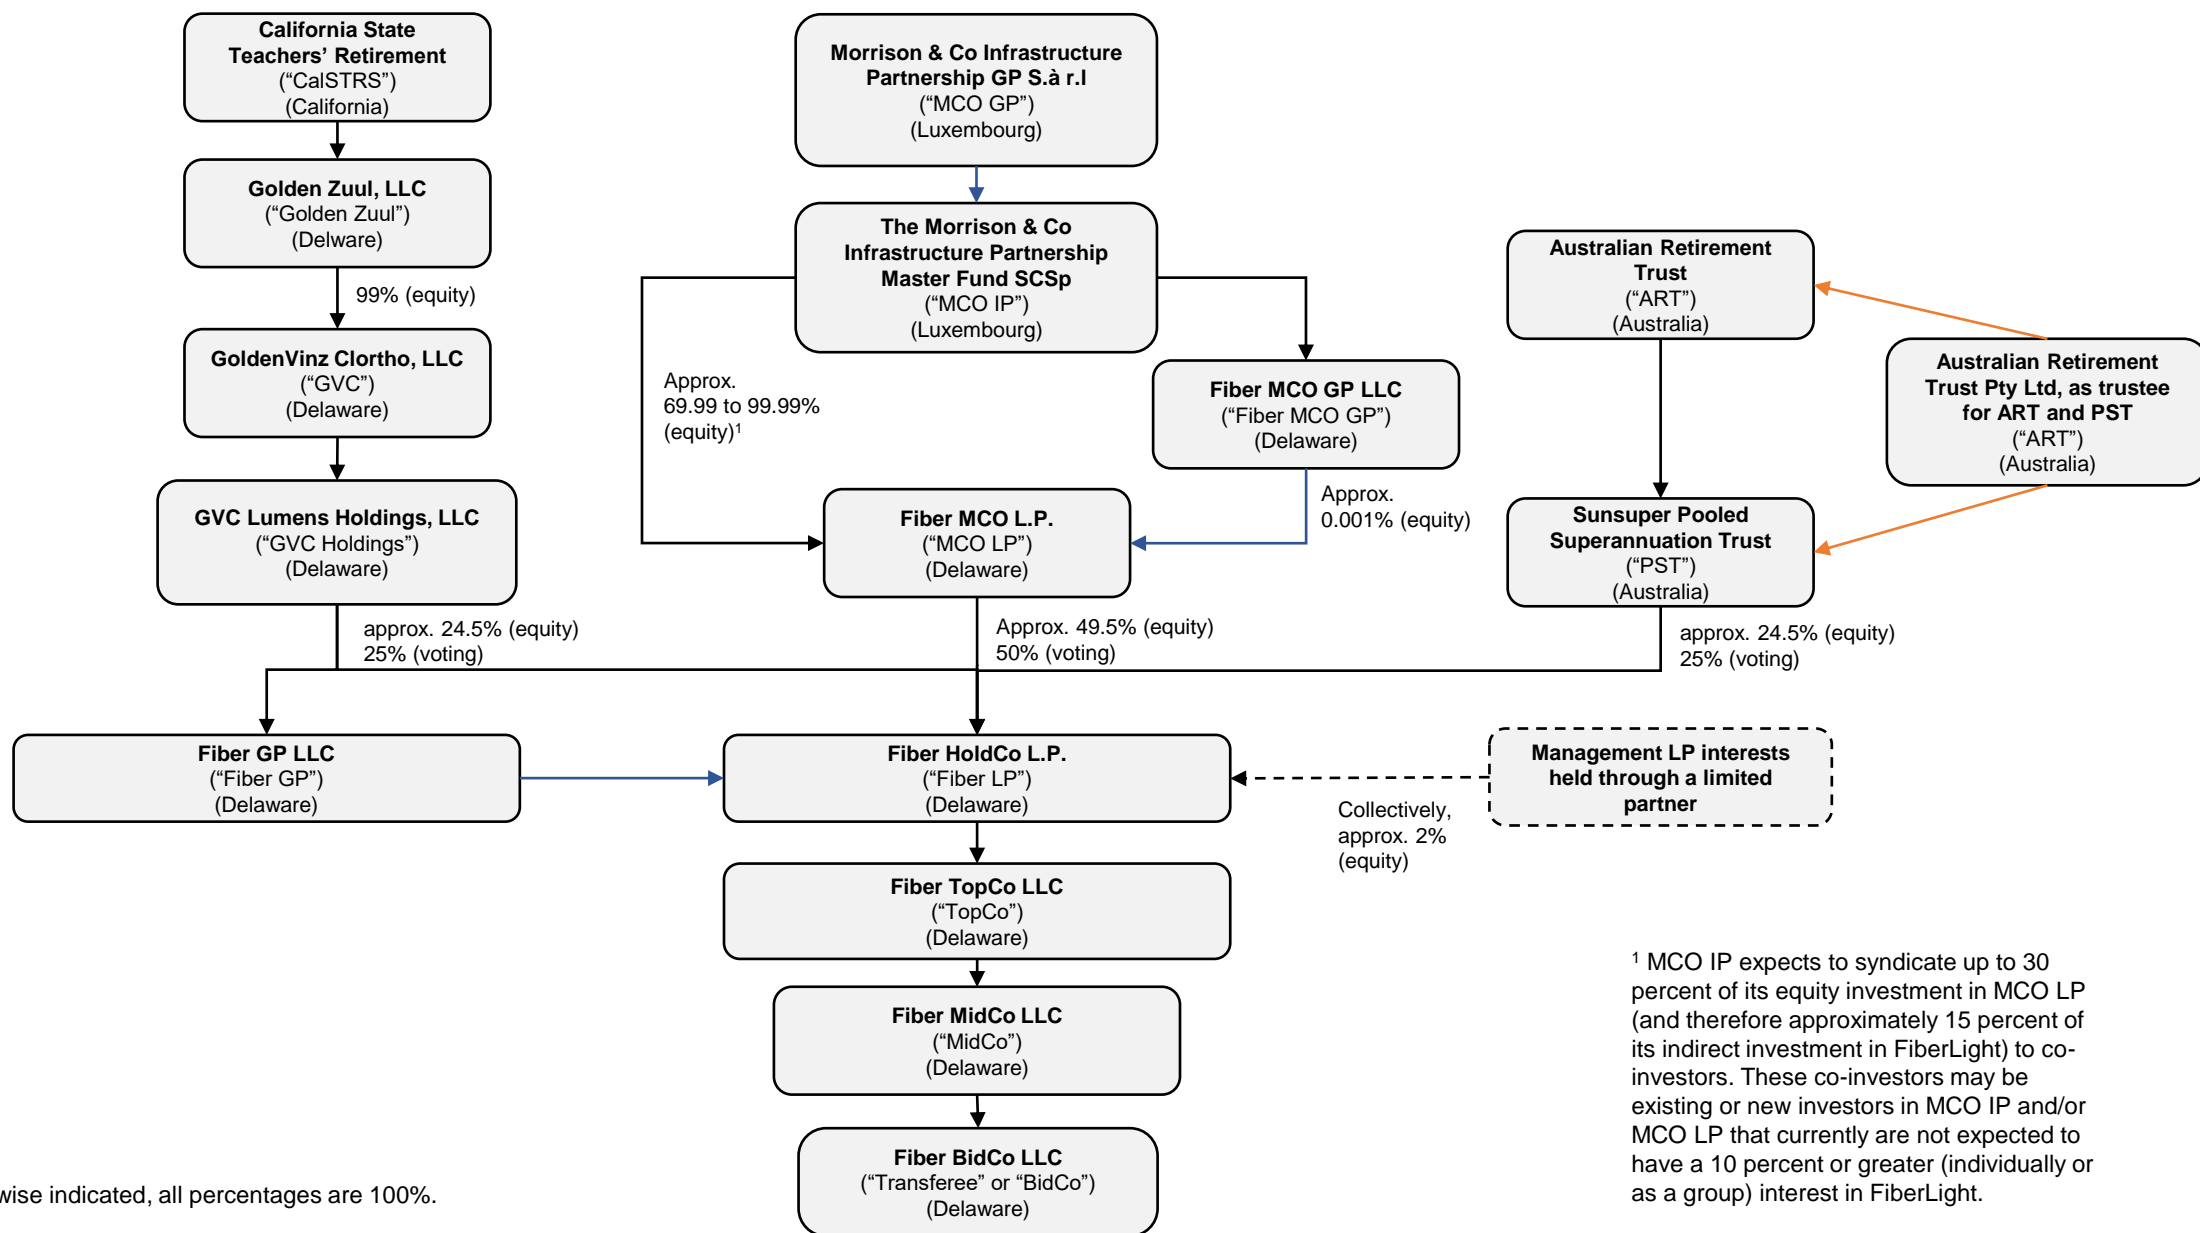 California State
Teachers’ Retirement
(“CalSTRS”)
(California)
Golden Zuul, LLC
(“Golden Zuul”)
(Delware)
99% (equity)
GoldenVinz Clortho, LLC
(“GVC”)
(Delaware)
GVC Lumens Holdings, LLC
(“GVC Holdings”)
(Delaware)
approx. 24.5% (equity)
25% (voting)
Morrison & Co Infrastructure
Partnership GP S.à r.l
(“MCO GP”)
(Luxembourg)
The Morrison & Co
Infrastructure Partnership
Master Fund SCSp
(“MCO IP”)
(Luxembourg)
Approx.
69.99 to 99.99%
(equity)¹
Fiber MCO GP LLC
(“Fiber MCO GP”)
(Delaware)
Approx.
0.001% (equity)
Fiber MCO L.P.
(“MCO LP”)
(Delaware)
Approx. 49.5% (equity)
50% (voting)
Australian Retirement
Trust
(“ART”)
(Australia)
Australian Retirement
Trust Pty Ltd, as trustee
for ART and PST
(“ART”)
(Australia)
Sunsuper Pooled
Superannuation Trust
(“PST”)
(Australia)
approx. 24.5% (equity)
25% (voting)
Fiber GP LLC
(“Fiber GP”)
(Delaware)
Fiber HoldCo L.P.
(“Fiber LP”)
(Delaware)
Management LP interests
held through a limited
partner
Collectively,
approx. 2%
(equity)
Fiber TopCo LLC
(“TopCo”)
(Delaware)
Fiber MidCo LLC
(“MidCo”)
(Delaware)
Fiber BidCo LLC
(“Transferee” or “BidCo”)
(Delaware)
wise indicated, all percentages are 100%.
¹ MCO IP expects to syndicate up to 30
percent of its equity investment in MCO LP
(and therefore approximately 15 percent of
its indirect investment in FiberLight) to co-
investors. These co-investors may be
existing or new investors in MCO IP and/or
MCO LP that currently are not expected to
have a 10 percent or greater (individually or
as a group) interest in FiberLight.